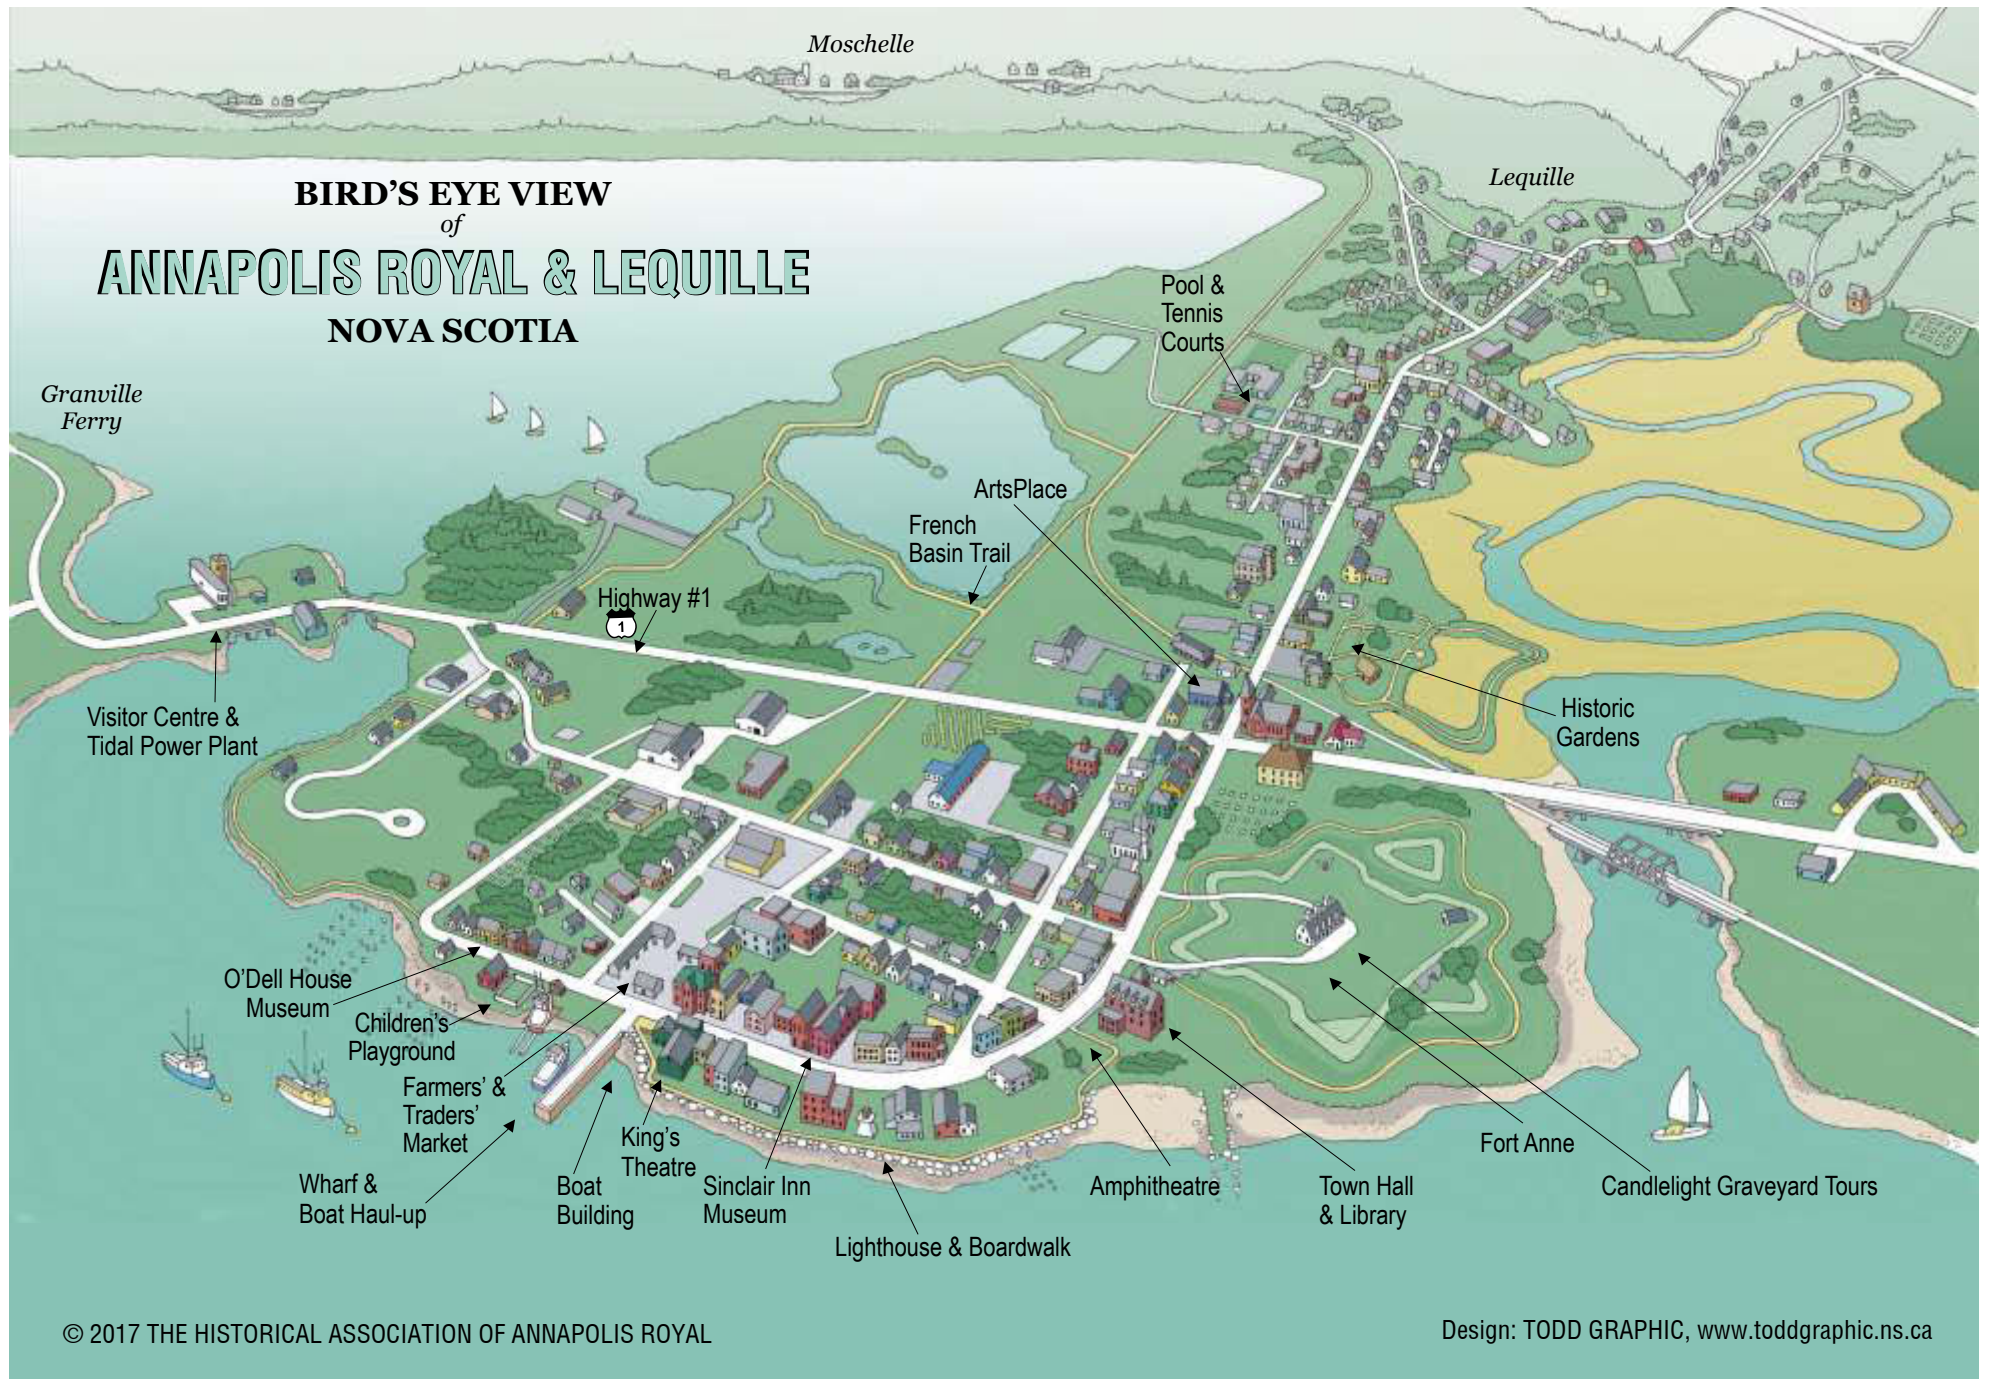 Moschelle
BIRD'S EYE VIEW
of
ANNAPOLIS ROYAL & LEQUILLE
NOVA SCOTIA
Lequille
Pool &
Tennis
Courts
Granville
Ferry
ArtsPlace
French
Basin Trail
Highway #1
1
Visitor Centre &
Tidal Power Plant
Historic
Gardens
O'Dell House
Museum
Children's
Playground
Farmers' &
Traders'
Market
Wharf &
Boat Haul-up
Boat
Building
King's
Theatre
Sinclair Inn
Museum
Lighthouse & Boardwalk
Amphitheatre
Town Hall
& Library
Fort Anne
Candlelight Graveyard Tours
© 2017 THE HISTORICAL ASSOCIATION OF ANNAPOLIS ROYAL
Design: TODD GRAPHIC, www.toddgraphic.ns.ca